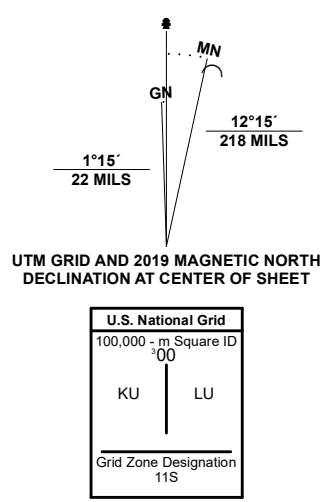 MN
GN
12°15´
218 MILS
1°15´
22 MILS
UTM GRID AND 2019 MAGNETIC NORTH
DECLINATION AT CENTER OF SHEET
U.S. National Grid
100,000 - m Square ID
³00
KU LU
Grid Zone Designation
11S